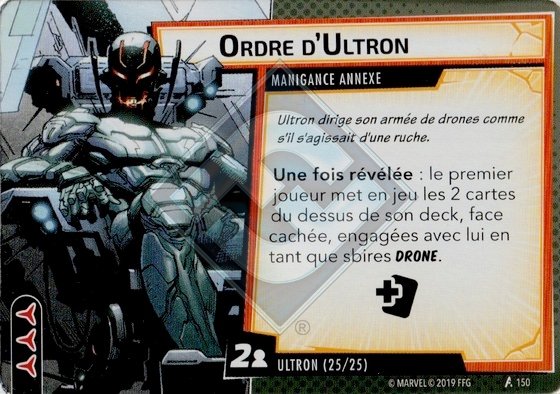 ORDRE D'ULTRON
MANIGANCE ANNEXE
Ultron dirige son armée de drones comme
s'il s'agissait d'une ruche.
Une fois révélée : le premier
joueur met en jeu les 2 cartes
du dessus de son deck, face
cachée, engagées avec lui en
tant que sbires DRONE.
®
2
ULTRON (25/25)
© MARVEL © 2019 FFG
A 150